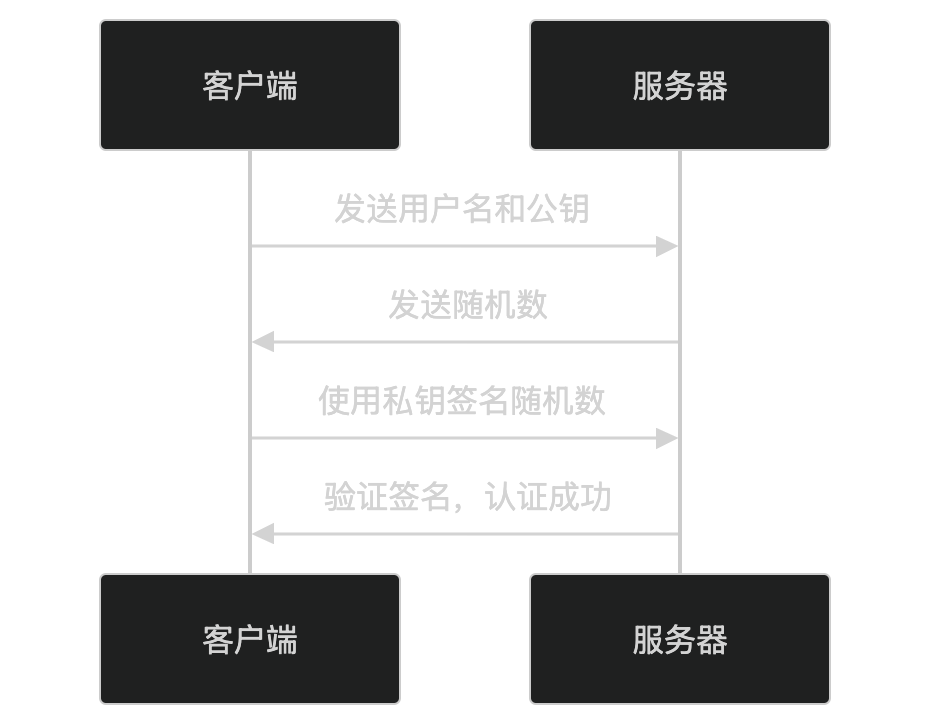 客户端
服务器
发送用户名和公钥
发送随机数
使用私钥签名随机数
验证签名，认证成功
客户端
服务器